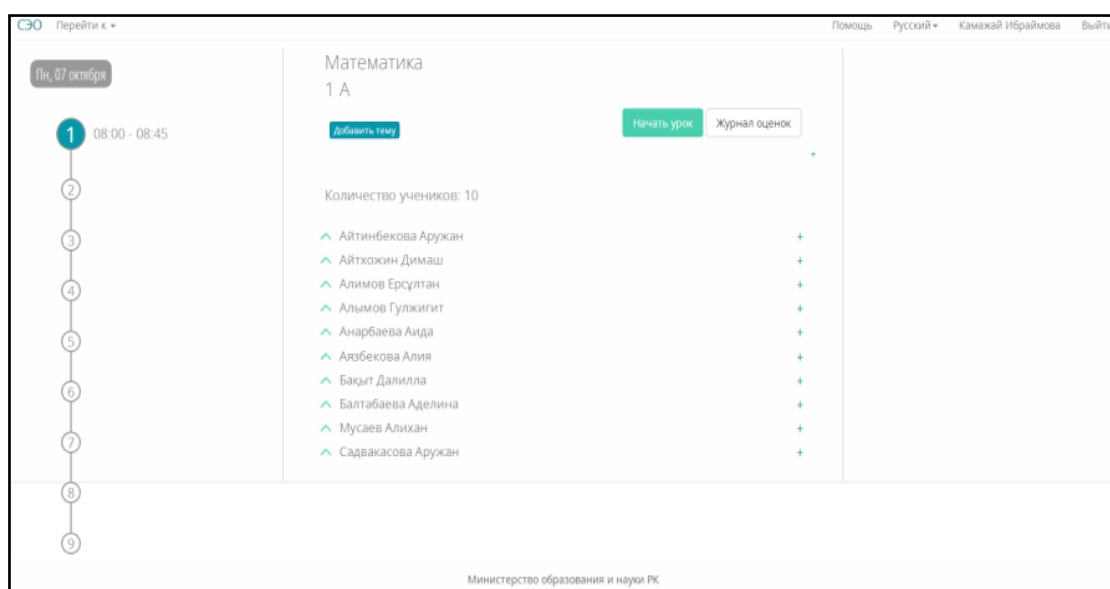 СЭО Перейти к Помощь Русский Камажай Ибраймова Выйти
Пн, 07 октября
Математика
1 А
1 08:00 - 08:45
Добавить тему Начать урок Журнал оценок
+
2
Количество учеников: 10
3
Айтинбекова Аружан +
Айтхожин Димаш +
4
Алимов Ерсұлтан +
Алымов Гулжигит +
5
Анарбаева Аида +
Аязбекова Алия +
6
Бақыт Далилла +
Балтабаева Аделина +
7
Мусаев Алихан +
Садвакасова Аружан +
8
9
Министерство образования и науки РК